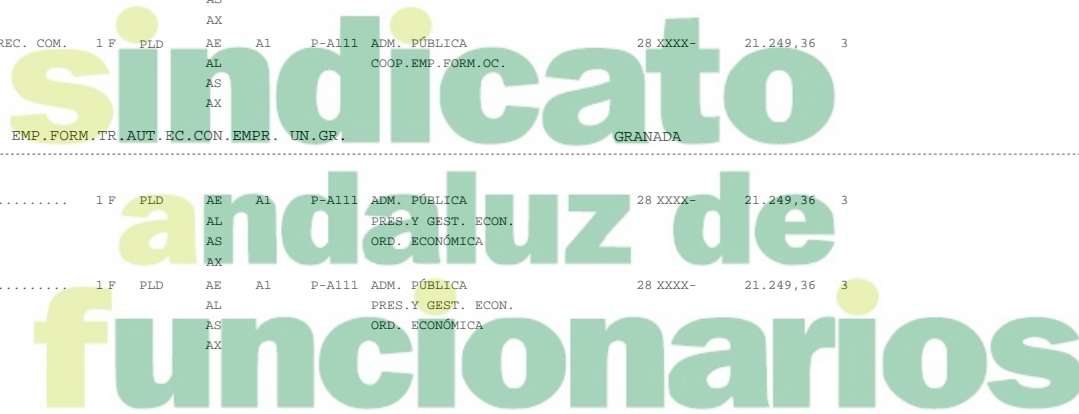 AS
AX
REC. COM. 1 F PLD AE A1 P-A111 ADM. PÚBLICA 28 XXXX- 21.249,36 3
AL COOP.EMP.FORM.OC.
AS
AX
EMP.FORM.TR.AUT.EC.CON.EMPR. UN.GR. GRANADA
......... 1 F PLD AE A1 P-A111 ADM. PÚBLICA 28 XXXX- 21.249,36 3
AL PRES.Y GEST. ECON.
AS ORD. ECONÓMICA
AX
......... 1 F PLD AE A1 P-A111 ADM. PÚBLICA 28 XXXX- 21.249,36 3
AL PRES.Y GEST. ECON.
AS ORD. ECONÓMICA
AX
sindicato
andaluz de
funcionarios